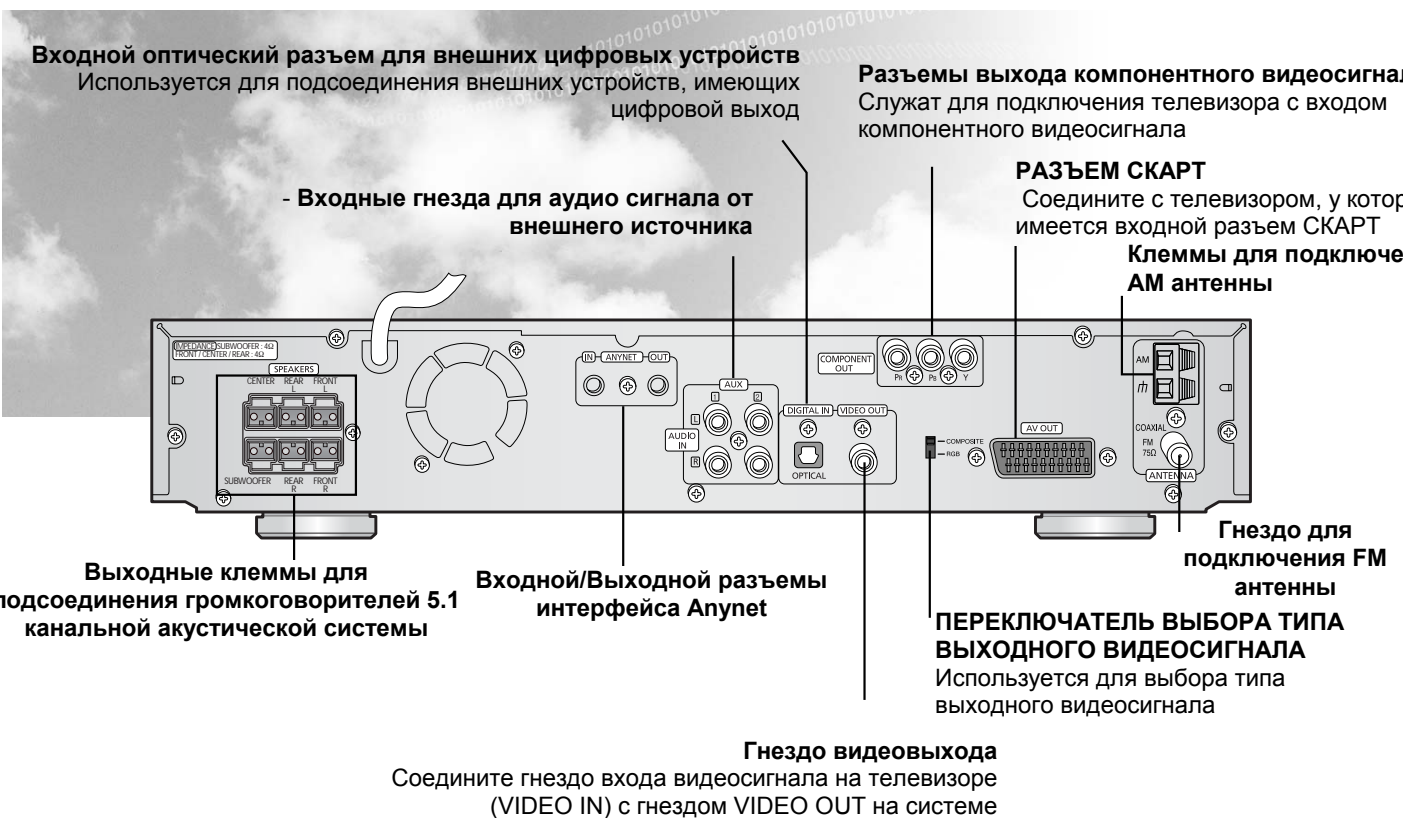 Входной оптический разъем для внешних цифровых устройств
Используется для подсоединения внешних устройств, имеющих
цифровой выход
Разъемы выхода компонентного видеосигнал
Служат для подключения телевизора с входом
компонентного видеосигнала
- Входные гнезда для аудио сигнала от
внешнего источника
РАЗЪЕМ СКАРТ
Соедините с телевизором, у котор
имеется входной разъем СКАРТ
Клеммы для подключе
АМ антенны
IMPEDANCE SUBWOOFER : 4Ω
FRONT / CENTER / REAR : 4Ω
SPEAKERS
CENTER REAR L FRONT L
SUBWOOFER REAR R FRONT R
IN ANYNET OUT
AUX
1 2
AUDIO IN
L
R
DIGITAL IN VIDEO OUT
OPTICAL
COMPONENT OUT
PR PB Y
COMPOSITE
RGB
AV OUT
AM
COAXIAL
FM
75Ω
ANTENNA
Выходные клеммы для
подсоединения громкоговорителей 5.1
канальной акустической системы
Входной/Выходной разъемы
интерфейса Anynet
Гнездо для
подключения FM
антенны
ПЕРЕКЛЮЧАТЕЛЬ ВЫБОРА ТИПА
ВЫХОДНОГО ВИДЕОСИГНАЛА
Используется для выбора типа
выходного видеосигнала
Гнездо видеовыхода
Соедините гнездо входа видеосигнала на телевизоре
(VIDEO IN) с гнездом VIDEO OUT на системе